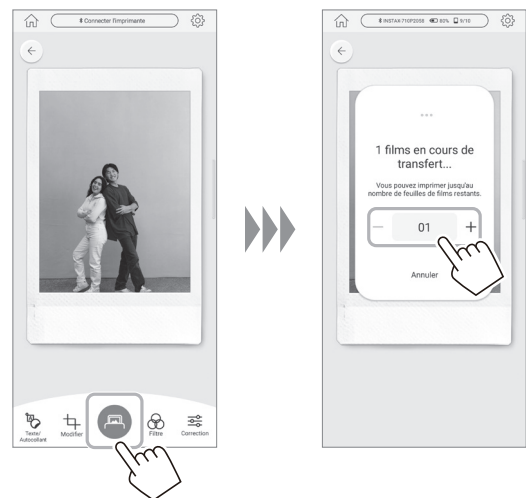 Connecter l'imprimante
Texte/
Autocollant
Modifier
Filtre
Correction
INSTAX-710P2058 80% 9/10
1 films en cours de
transfert...
Vous pouvez imprimer jusqu'au
nombre de feuilles de films restants.
01
Annuler